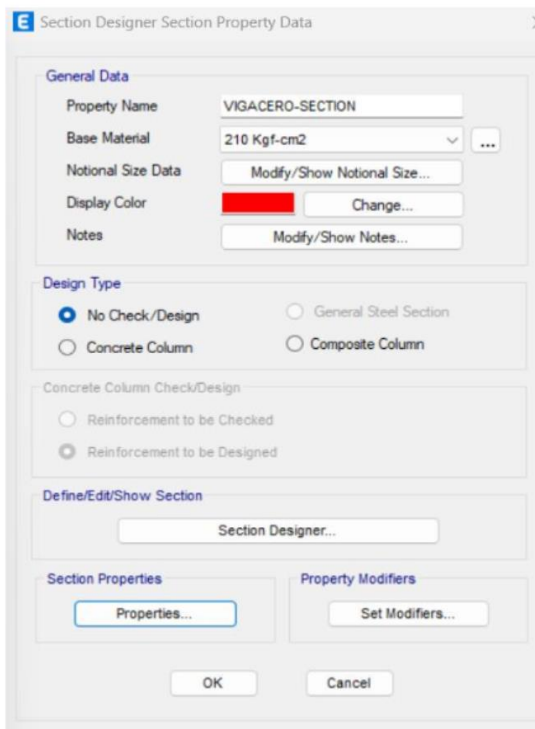 E Section Designer Section Property Data
General Data
Property Name VIGACERO-SECTION
Base Material 210 Kgf-cm2 ...
Notional Size Data Modify/Show Notional Size...
Display Color Change...
Notes Modify/Show Notes...
Design Type
No Check/Design General Steel Section
Concrete Column Composite Column
Concrete Column Check/Design
Reinforcement to be Checked
Reinforcement to be Designed
Define/Edit/Show Section
Section Designer...
Section Properties Property Modifiers
Properties... Set Modifiers...
OK Cancel